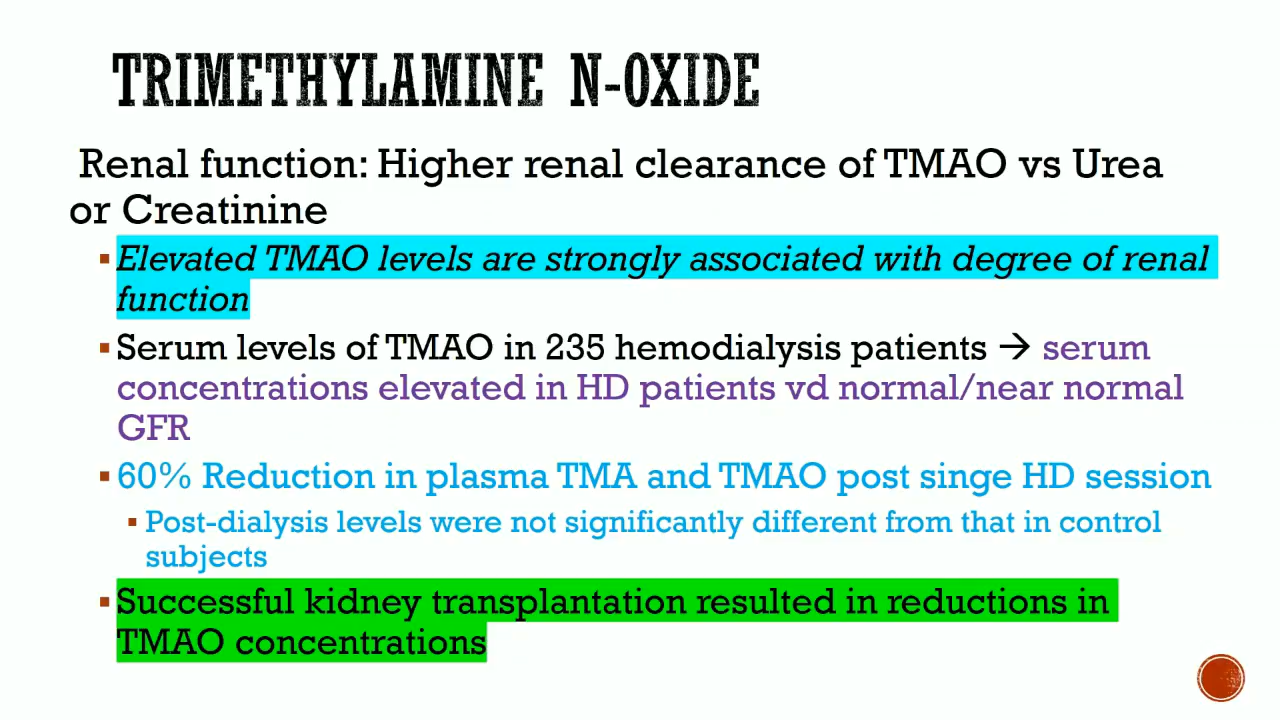 TRIMETHYLAMINE N-OXIDE
Renal function: Higher renal clearance of TMAO vs Urea
or Creatinine
▪Elevated TMAO levels are strongly associated with degree of renal
function
▪Serum levels of TMAO in 235 hemodialysis patients → serum
concentrations elevated in HD patients vd normal/near normal
GFR
▪60% Reduction in plasma TMA and TMAO post singe HD session
▪Post-dialysis levels were not significantly different from that in control
subjects
▪Successful kidney transplantation resulted in reductions in
TMAO concentrations